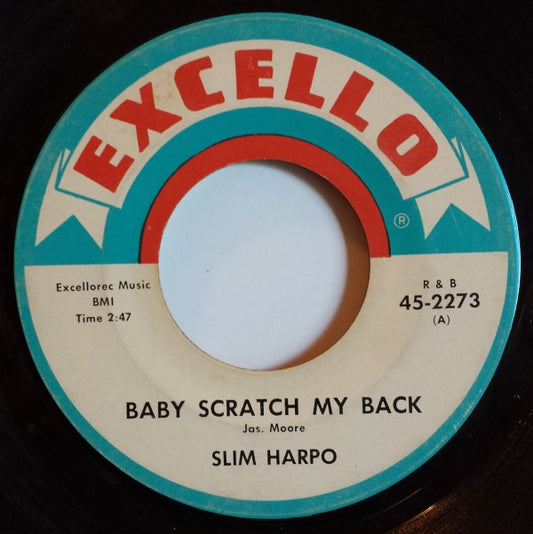 EXCELLO
®
Excellorec Music
BMI
Time 2:47
R & B
45-2273
(A)
BABY SCRATCH MY BACK
Jas. Moore
SLIM HARPO